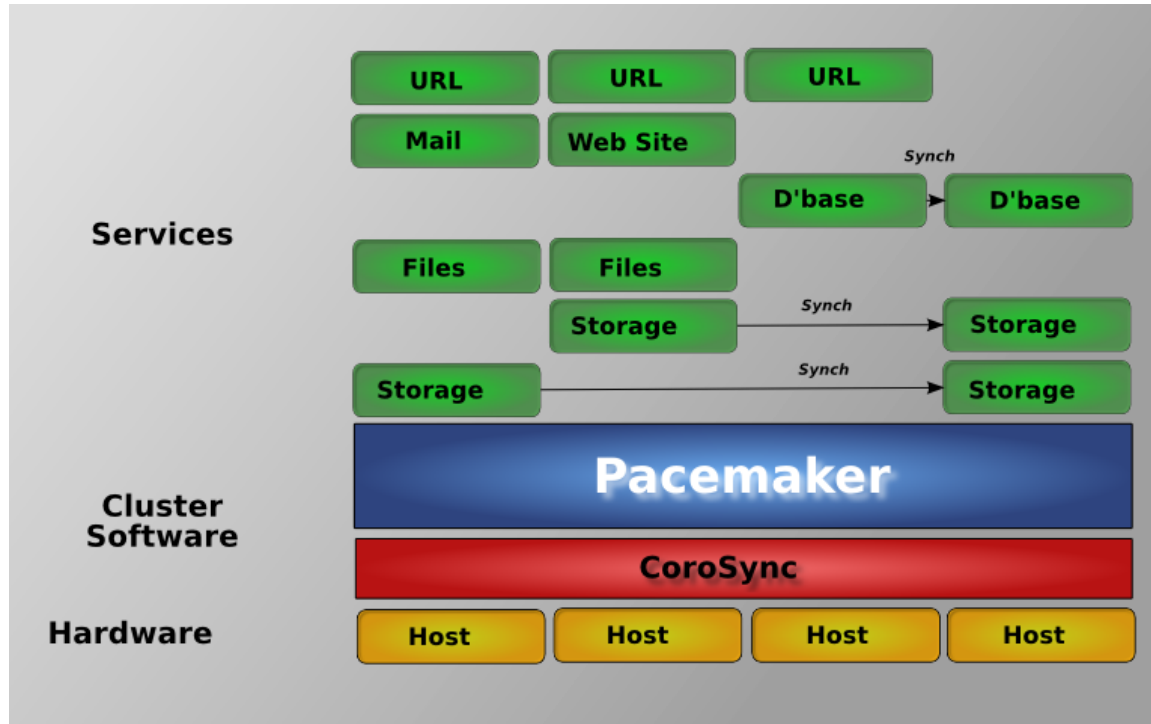 URL
URL
URL
Mail
Web Site
Synch
D'base
D'base
Services
Files
Files
Storage
Synch
Storage
Storage
Synch
Storage
Pacemaker
Cluster
Software
CoroSync
Hardware
Host
Host
Host
Host